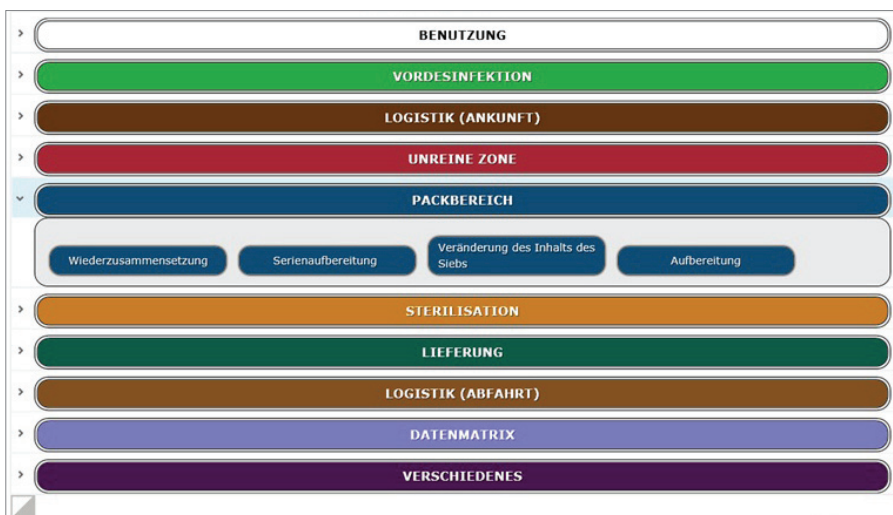 BENUTZUNG
VORDESINFEKTION
LOGISTIK (ANKUNFT)
UNREINE ZONE
PACKBEREICH
Wiederzusammensetzung
Serienaufbereitung
Veränderung des Inhalts des
Siebs
Aufbereitung
STERILISATION
LIEFERUNG
LOGISTIK (ABFAHRT)
DATENMATRIX
VERSCHIEDENES